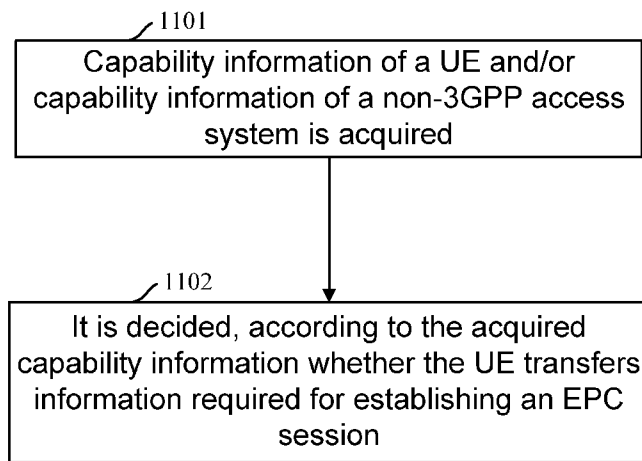 1101
Capability information of a UE and/or
capability information of a non-3GPP access
system is acquired
1102
It is decided, according to the acquired
capability information whether the UE transfers
information required for establishing an EPC
session